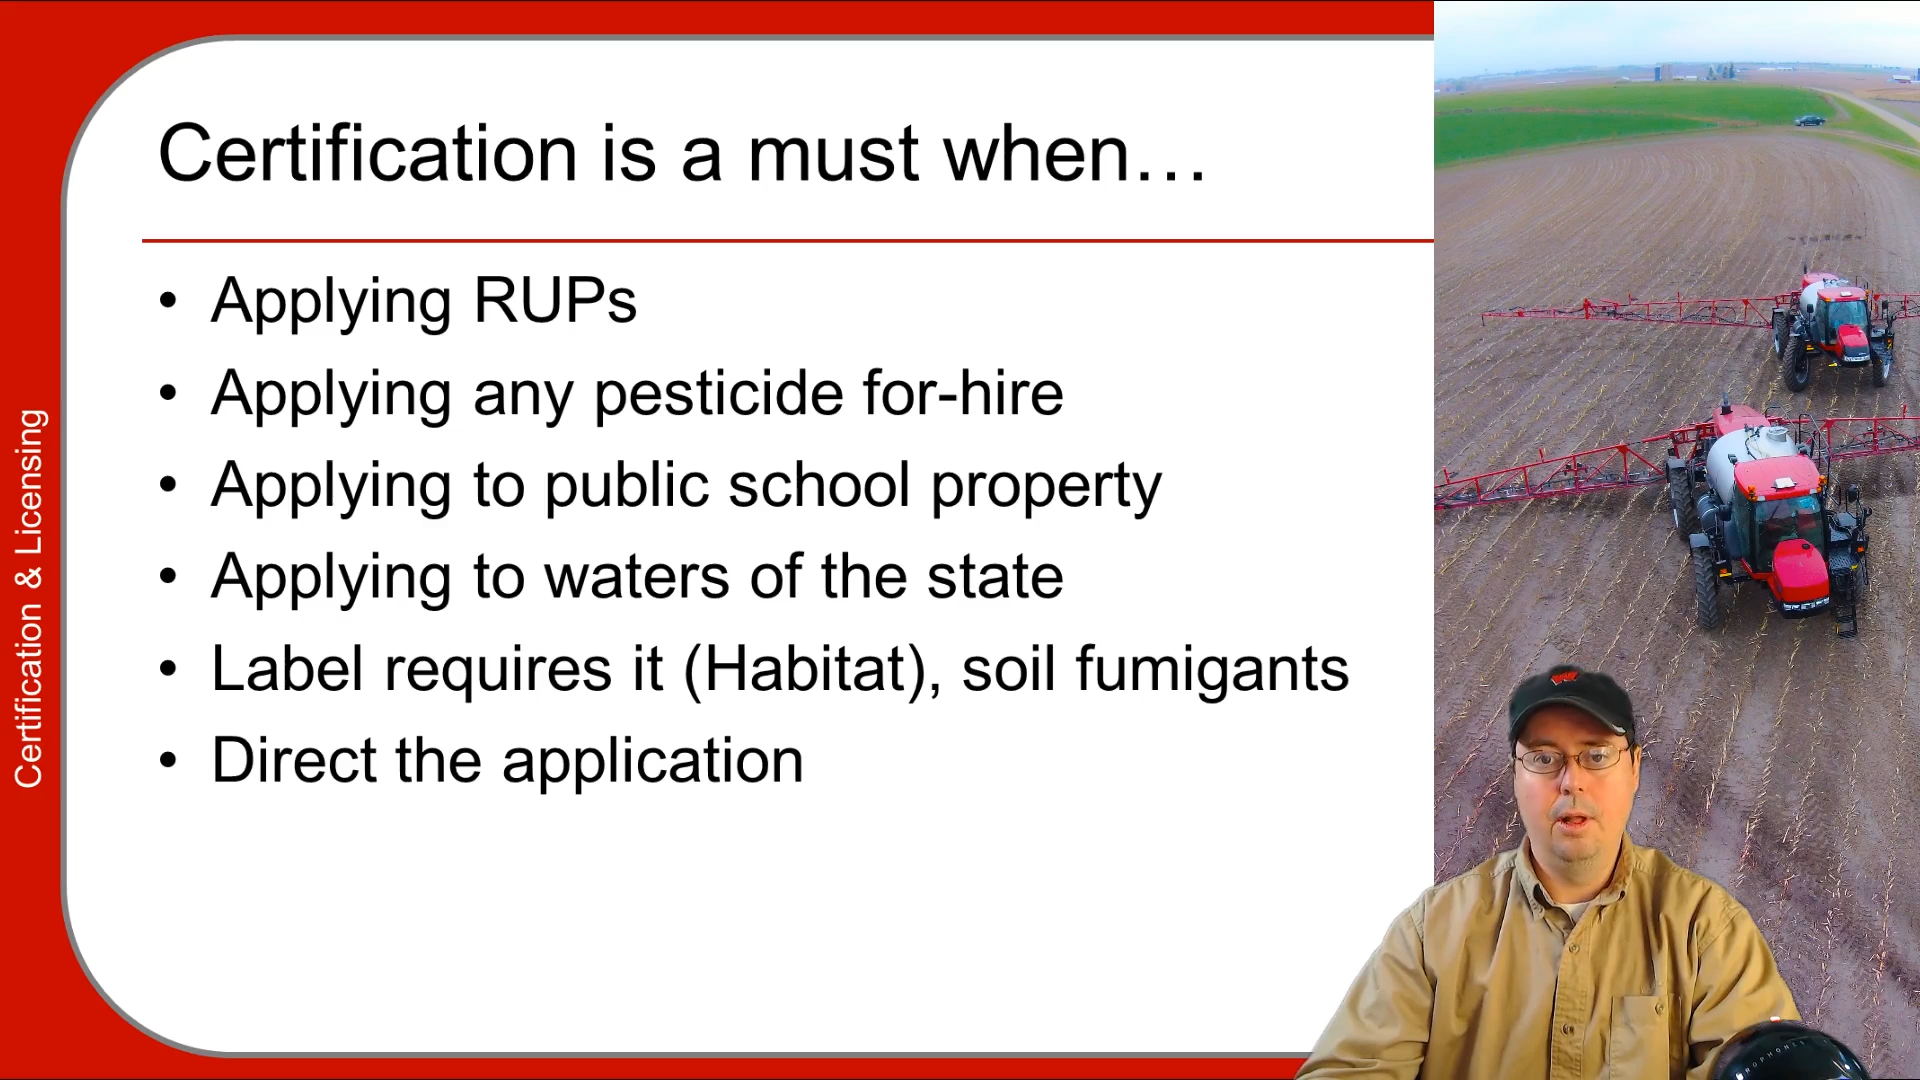 Certification is a must when…
• Applying RUPs
• Applying any pesticide for-hire
• Applying to public school property
• Applying to waters of the state
• Label requires it (Habitat), soil fumigants
• Direct the application
Certification & Licensing